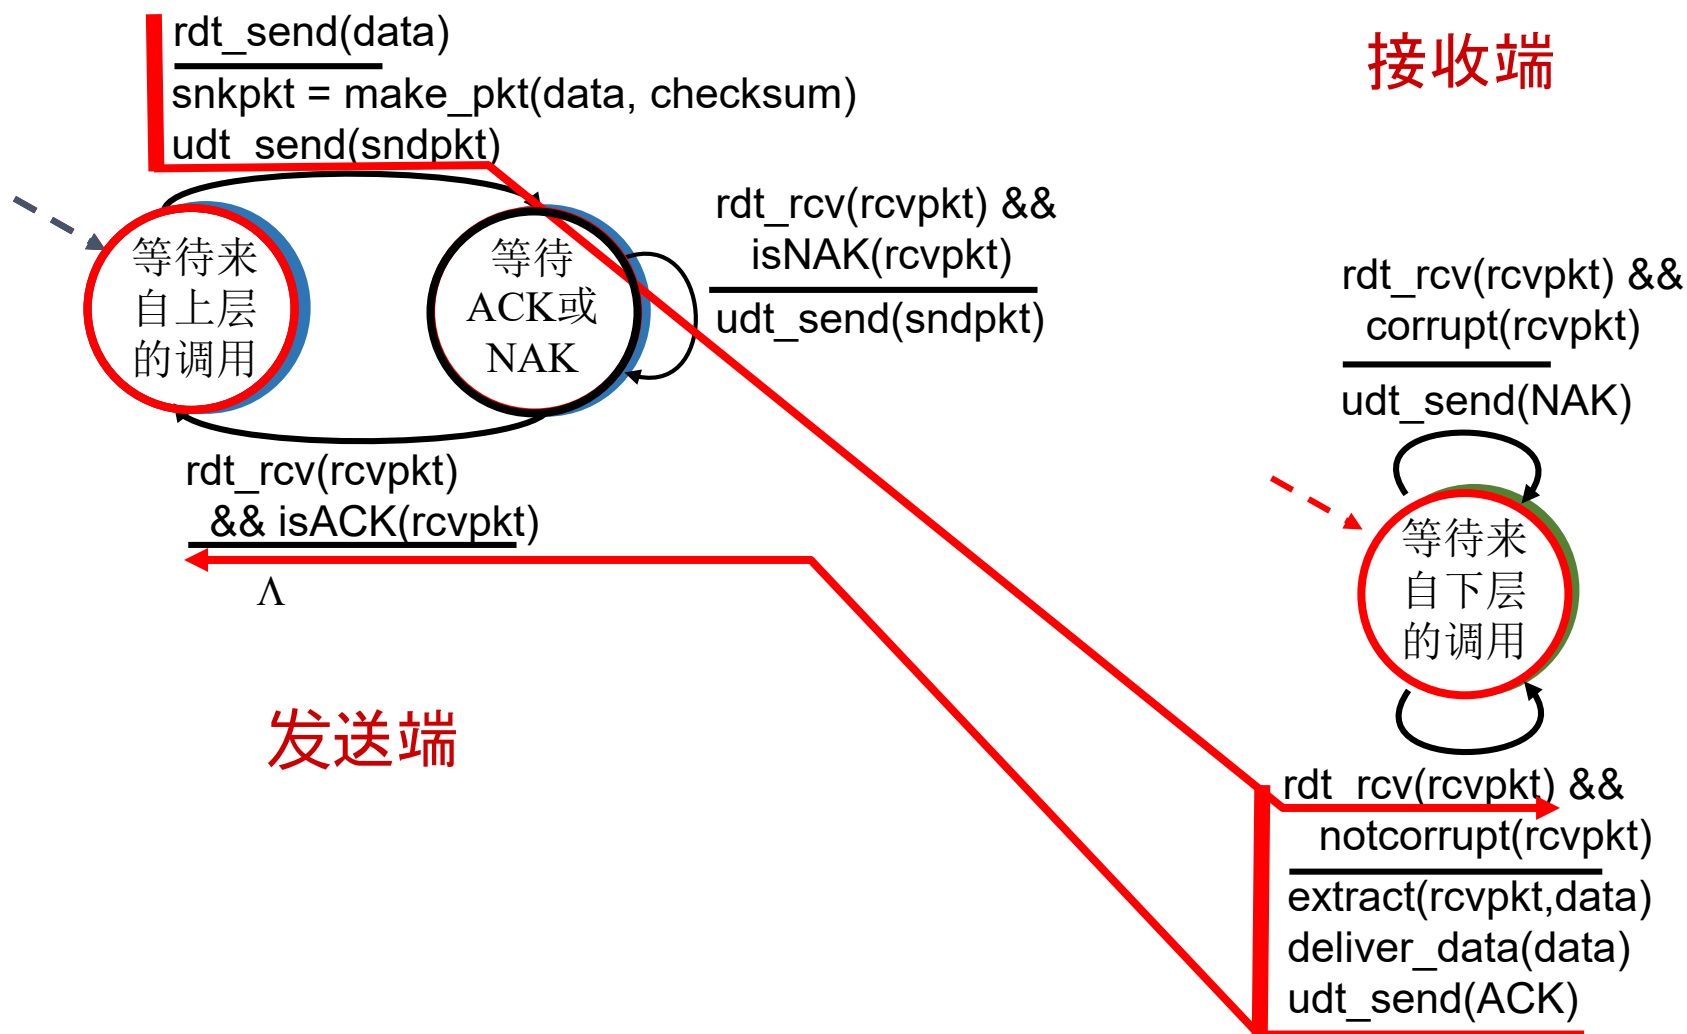 rdt_send(data)
snkpkt = make_pkt(data, checksum)
udt_send(sndpkt)
接收端
等待来
自上层
的调用
等待
ACK或
NAK
rdt_rcv(rcvpkt) &&
isNAK(rcvpkt)
udt_send(sndpkt)
rdt_rcv(rcvpkt)
&& isACK(rcvpkt)
Λ
发送端
rdt_rcv(rcvpkt) &&
corrupt(rcvpkt)
udt_send(NAK)
等待来
自下层
的调用
rdt_rcv(rcvpkt) &&
notcorrupt(rcvpkt)
extract(rcvpkt,data)
deliver_data(data)
udt_send(ACK)